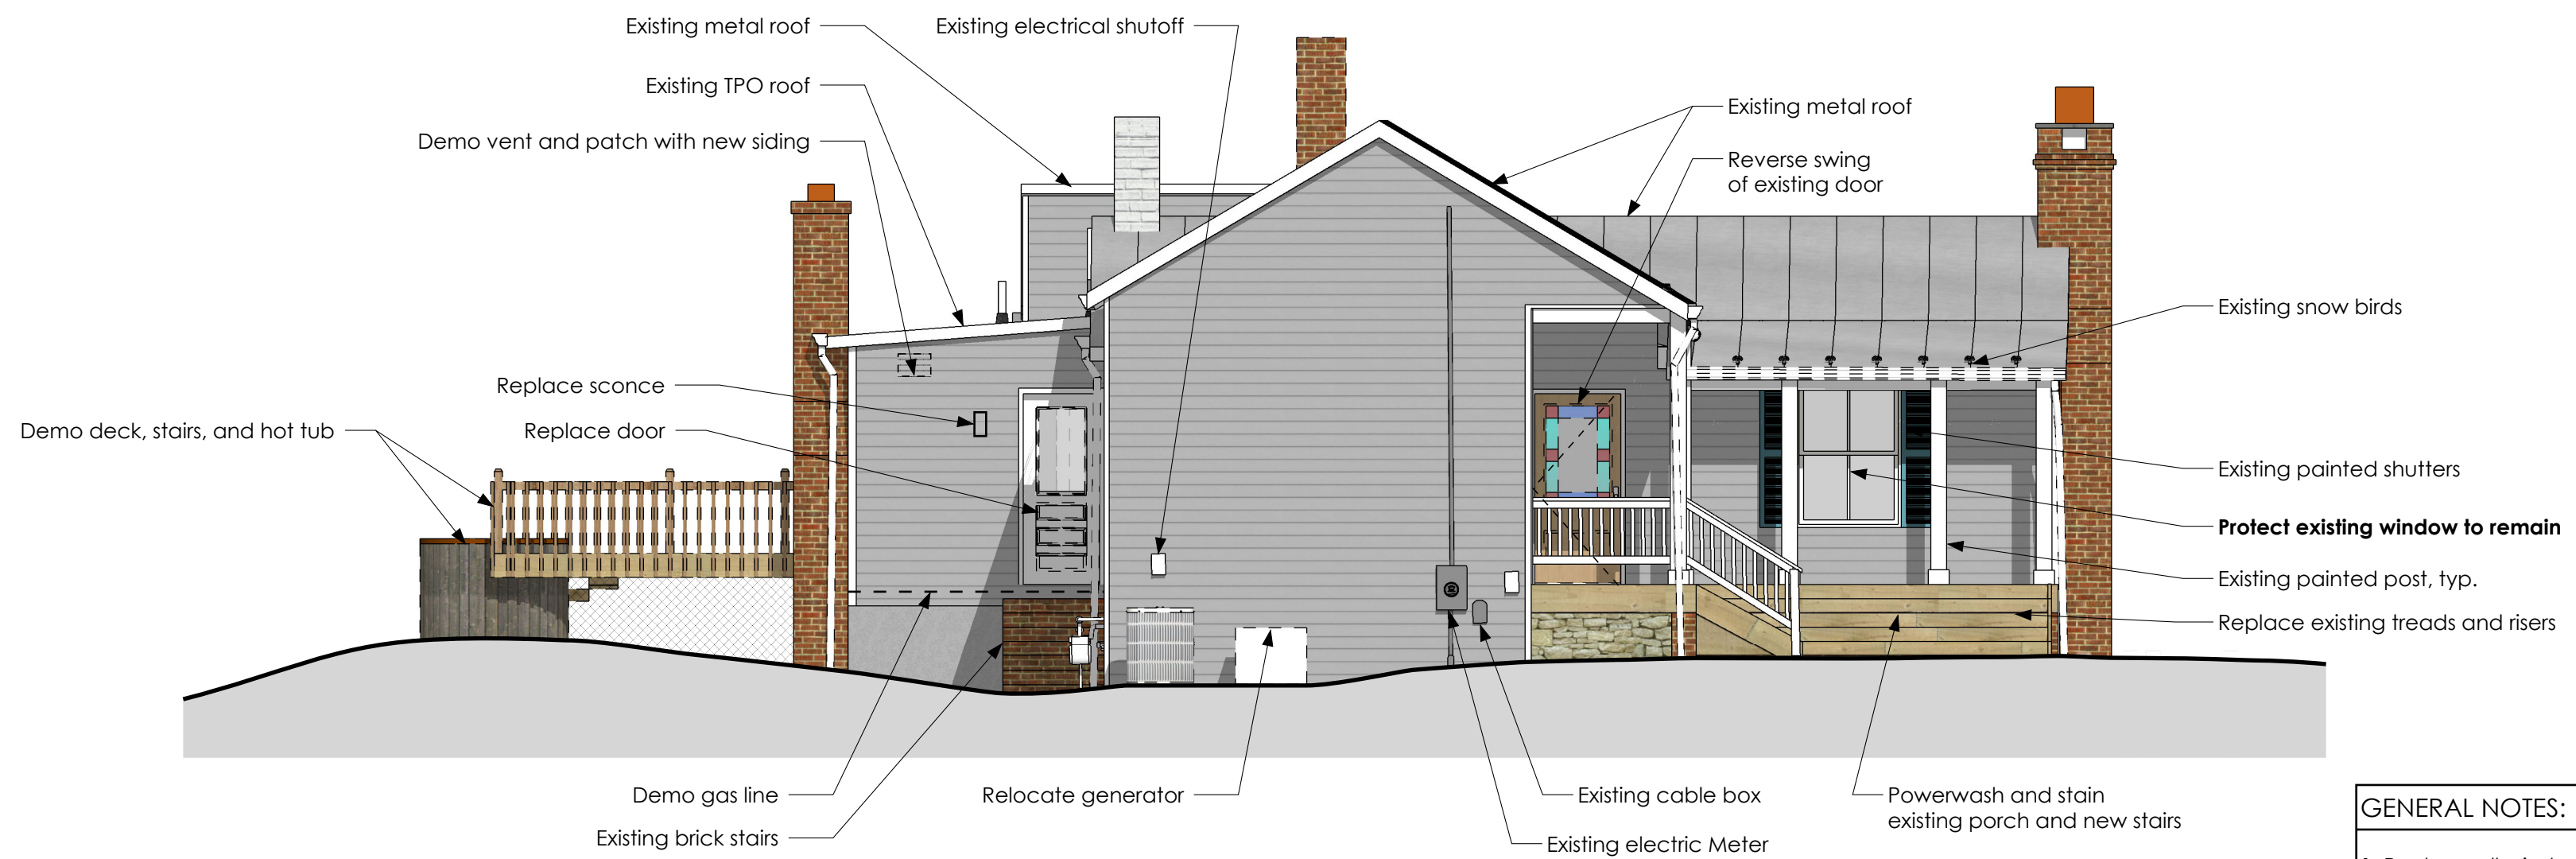 Existing metal roof
Existing electrical shutoff
Existing TPO roof
Demo vent and patch with new siding
Existing metal roof
Reverse swing
of existing door
Existing snow birds
Replace sconce
Replace door
Demo deck, stairs, and hot tub
Existing painted shutters
Protect existing window to remain
Existing painted post, typ.
Replace existing treads and risers
Demo gas line
Existing brick stairs
Relocate generator
Existing cable box
Existing electric Meter
Powerwash and stain
existing porch and new stairs
GENERAL NOTES: